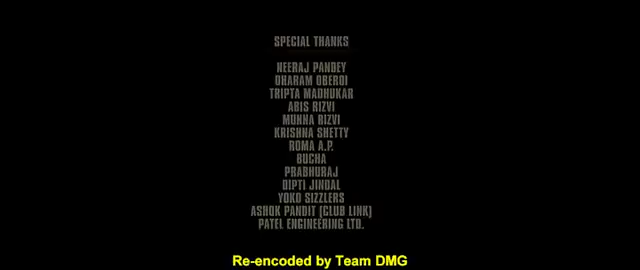 SPECIAL THANKS
NEERAJ PANDEY
DHARAM OBEROI
TRIPTA MADHUKAR
ABIS RIZVI
MUNNA RIZVI
KRISHNA SHETTY
ROMA A.P.
BUCHA
PRABHURAJ
DIPTI JINDAL
YOKO SIZZLERS
ASHOK PANDIT (CLUB LINK)
PATEL ENGINEERING LTD.
Re-encoded by Team DMG